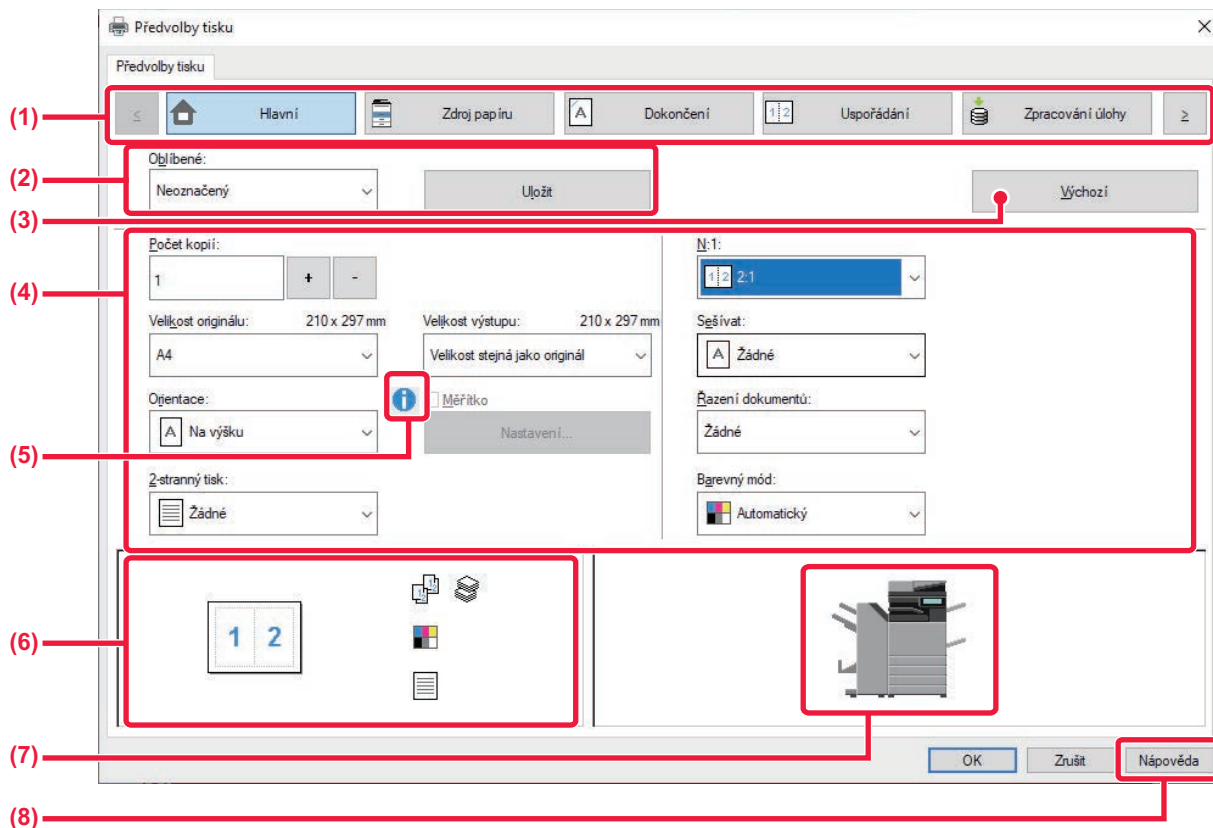 Předvolby tisku
Předvolby tisku
(1)
≤ Hlavní Zdroj papíru Dokončení Uspořádání Zpracování úlohy ≥
Oblíbené:
(2)
Neoznačený Uložit Výchozí
(3)
Počet kopií: N:1:
(4)
1 + - 2:1
Velikost originálu: 210 x 297 mm Velikost výstupu: 210 x 297 mm Sešívat:
A4 Velikost stejná jako originál Žádné
Orientace: Měřítko Řazení dokumentů:
Na výšku Nastavení... Žádné
(5)
2-stranný tisk: Barevný mód:
Žádné Automatický
(6)
1 2
(7)
OK Zrušit Nápověda
(8)